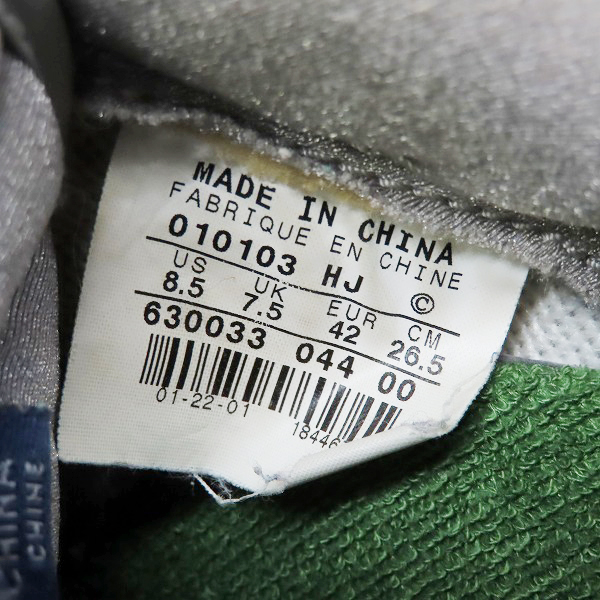 MADE IN CHINA
FABRIQUE EN CHINE
010103 HJ ©
US UK EUR CM
8.5 7.5 42 26.5
630033 044 00
01-22-01 18446
CHINE